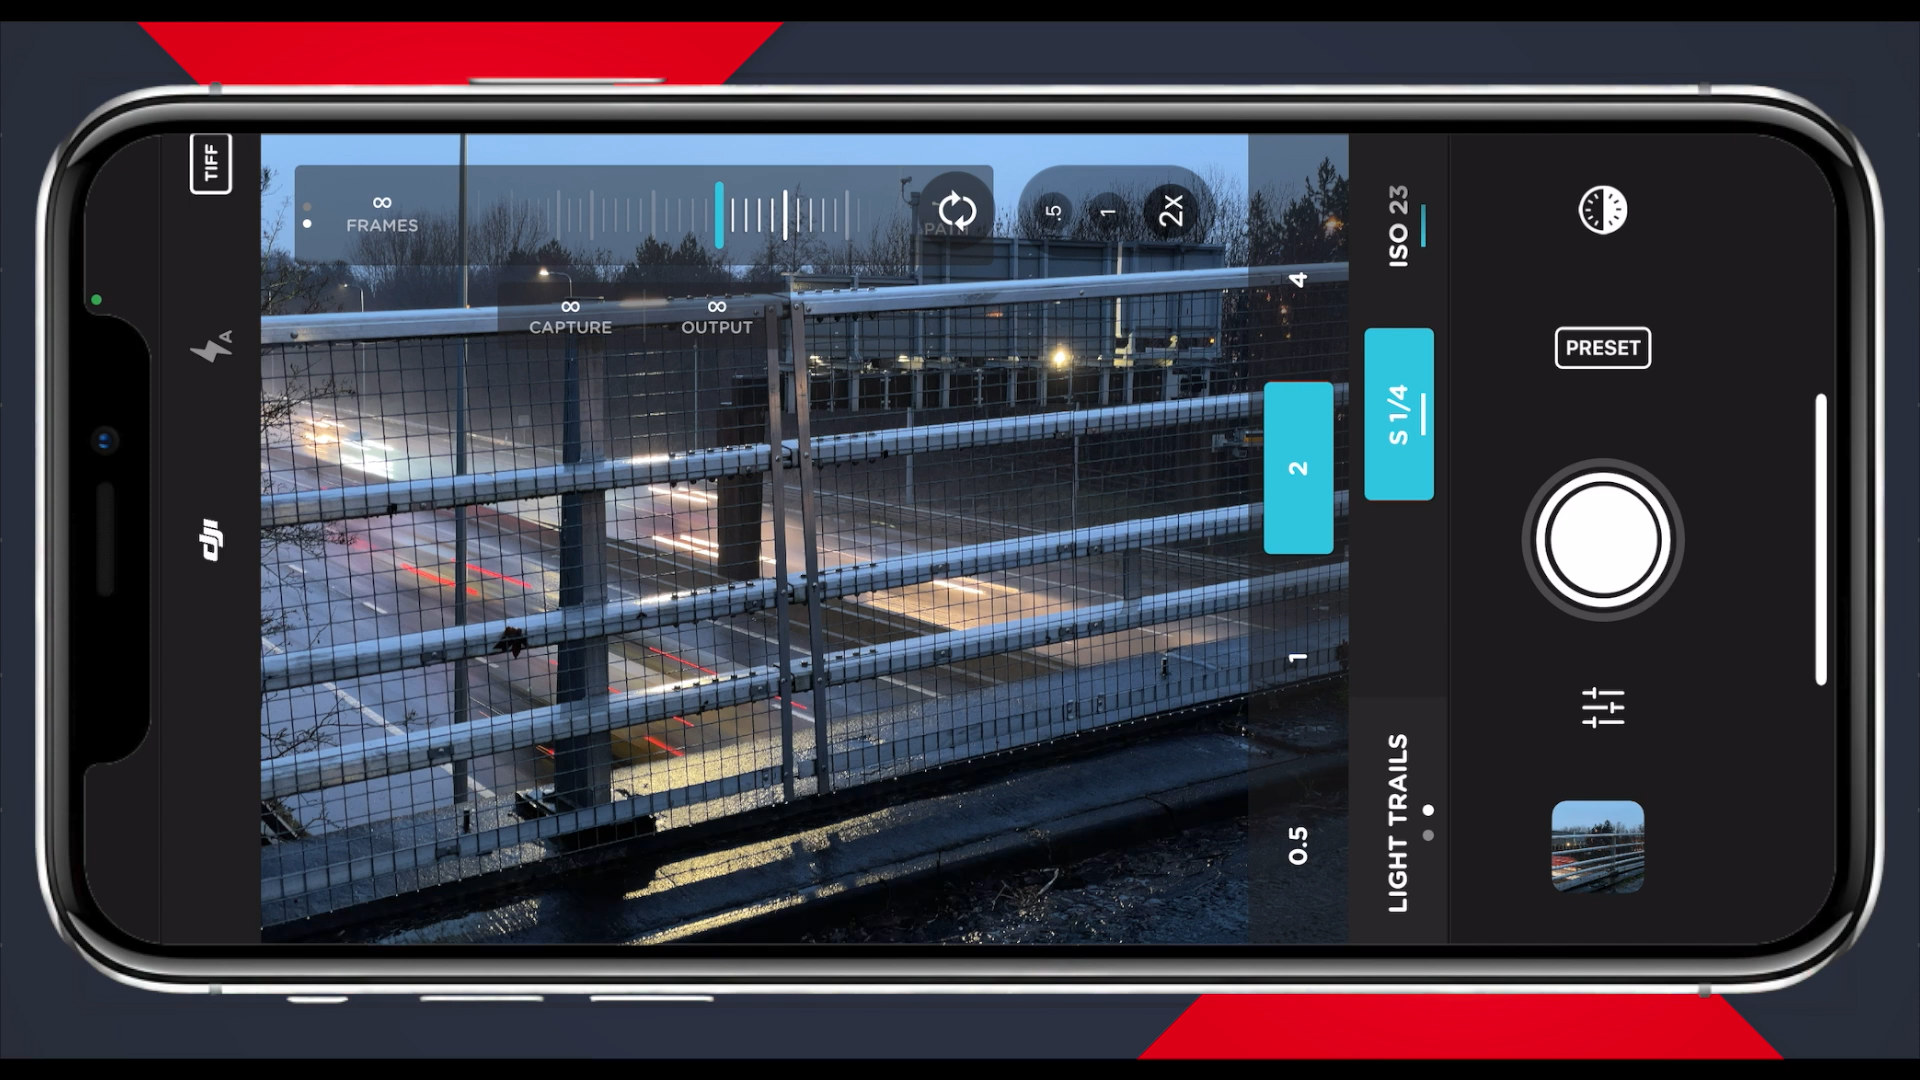 TIFF
A
dji
∞
FRAMES
PATH
.5
1
2X
∞
CAPTURE
∞
OUTPUT
4
2
1
0.5
ISO 23
S 1/4
LIGHT TRAILS
PRESET